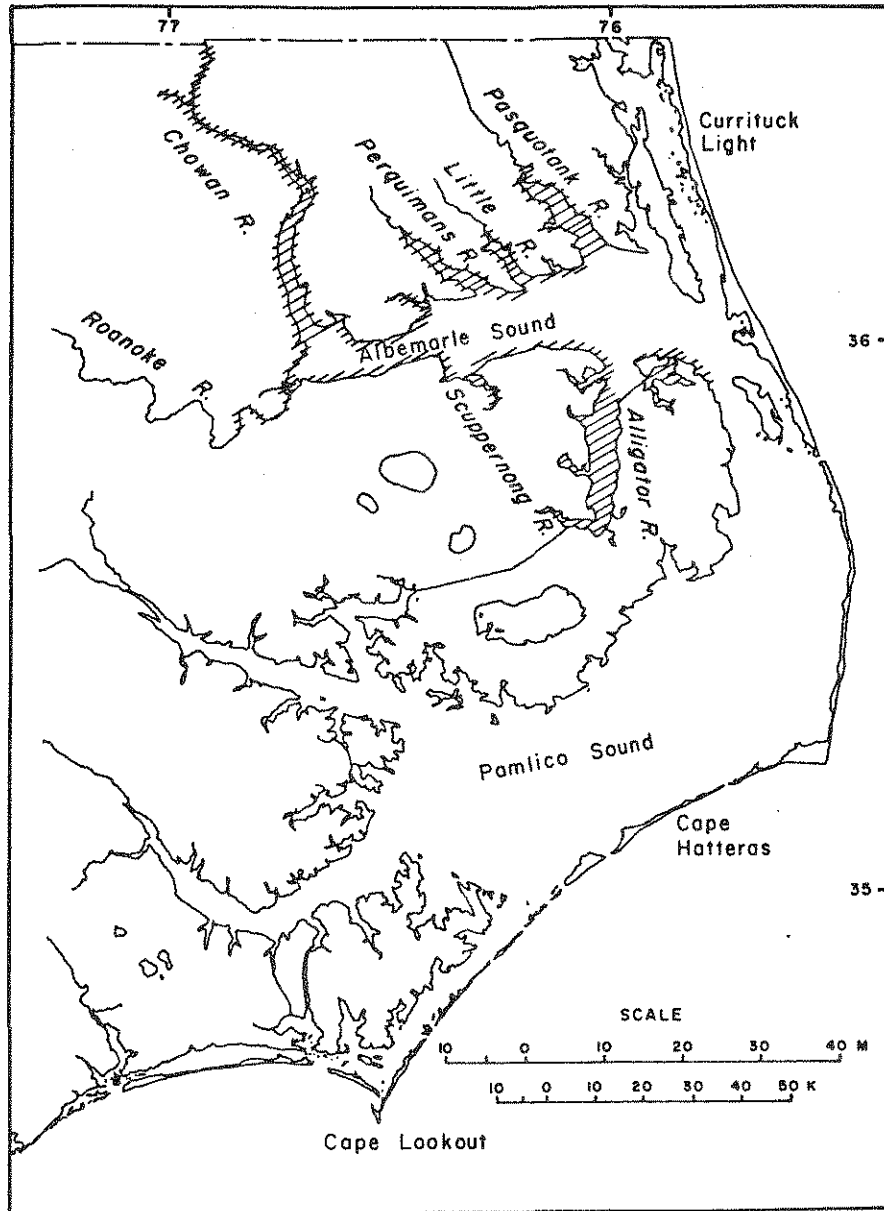 77
76
Currituck
Light
Chowan R.
Perquimans R.
Little R.
Pasquotank R.
Roanoke R.
Albemarle Sound
36
Scuppernong R.
Alligator R.
Pamlico Sound
Cape
Hatteras
35
SCALE
10 0 10 20 30 40 M
10 0 10 20 30 40 50 K
Cape Lookout